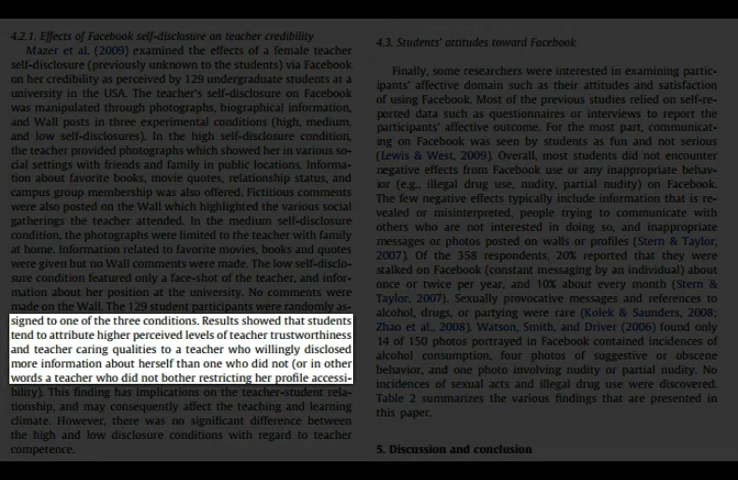 4.2.1. Effects of Facebook self-disclosure on teacher credibility
Mazer et al. (2009) examined the effects of a female teacher
self-disclosure (previously unknown to the students) via Facebook
on her credibility as perceived by 129 undergraduate students at a
university in the USA. The teacher's self-disclosure on Facebook
was manipulated through photographs, biographical information,
and Wall posts in three experimental conditions (high, medium,
and low self-disclosures). In the high self-disclosure condition,
the teacher provided photographs which showed her in various so-
cial settings with friends and family in public locations. Informa-
tion about favorite books, movie quotes, relationship status, and
campus group membership was also offered. Fictitious comments
were also posted on the Wall which highlighted the various social
gatherings the teacher attended. In the medium self-disclosure
condition, the photographs were limited to the teacher with family
at home. Information related to favorite movies, books and quotes
were given but no Wall comments were made. The low self-disclo-
sure condition featured only a face-shot of the teacher, and infor-
mation about her position at the university. No comments were
made on the Wall. The 129 student participants were randomly as-
signed to one of the three conditions. Results showed that students
tend to attribute higher perceived levels of teacher trustworthiness
and teacher caring qualities to a teacher who willingly disclosed
more information about herself than one who did not (or in other
words a teacher who did not bother restricting her profile accessi-
bility). This finding has implications on the teacher-student rela-
tionship, and may consequently affect the teaching and learning
climate. However, there was no significant difference between
the high and low disclosure conditions with regard to teacher
competence.
4.3. Students' attitudes toward Facebook
Finally, some researchers were interested in examining partic-
ipants' affective domain such as their attitudes and satisfaction
of using Facebook. Most of the previous studies relied on self-re-
ported data such as questionnaires or interviews to report the
participants' affective outcome. For the most part, communicat-
ing on Facebook was seen by students as fun and not serious
(Lewis & West, 2009). Overall, most students did not encounter
negative effects from Facebook use or any inappropriate behav-
ior (e.g., illegal drug use, nudity, partial nudity) on Facebook.
The few negative effects typically include information that is re-
vealed or misinterpreted, people trying to communicate with
others who are not interested in doing so, and inappropriate
messages or photos posted on walls or profiles (Stern & Taylor,
2007). Of the 358 respondents, 20% reported that they were
stalked on Facebook (constant messaging by an individual) about
once or twice per year, and 10% about every month (Stern &
Taylor, 2007). Sexually provocative messages and references to
alcohol, drugs, or partying were rare (Kolek & Saunders, 2008;
Zhao et al., 2008). Watson, Smith, and Driver (2006) found only
14 of 150 photos portrayed in Facebook contained incidences of
alcohol consumption, four photos of suggestive or obscene
behavior, and one photo involving nudity or partial nudity. No
incidences of sexual acts and illegal drug use were discovered.
Table 2 summarizes the various findings that are presented in
this paper.
5. Discussion and conclusion